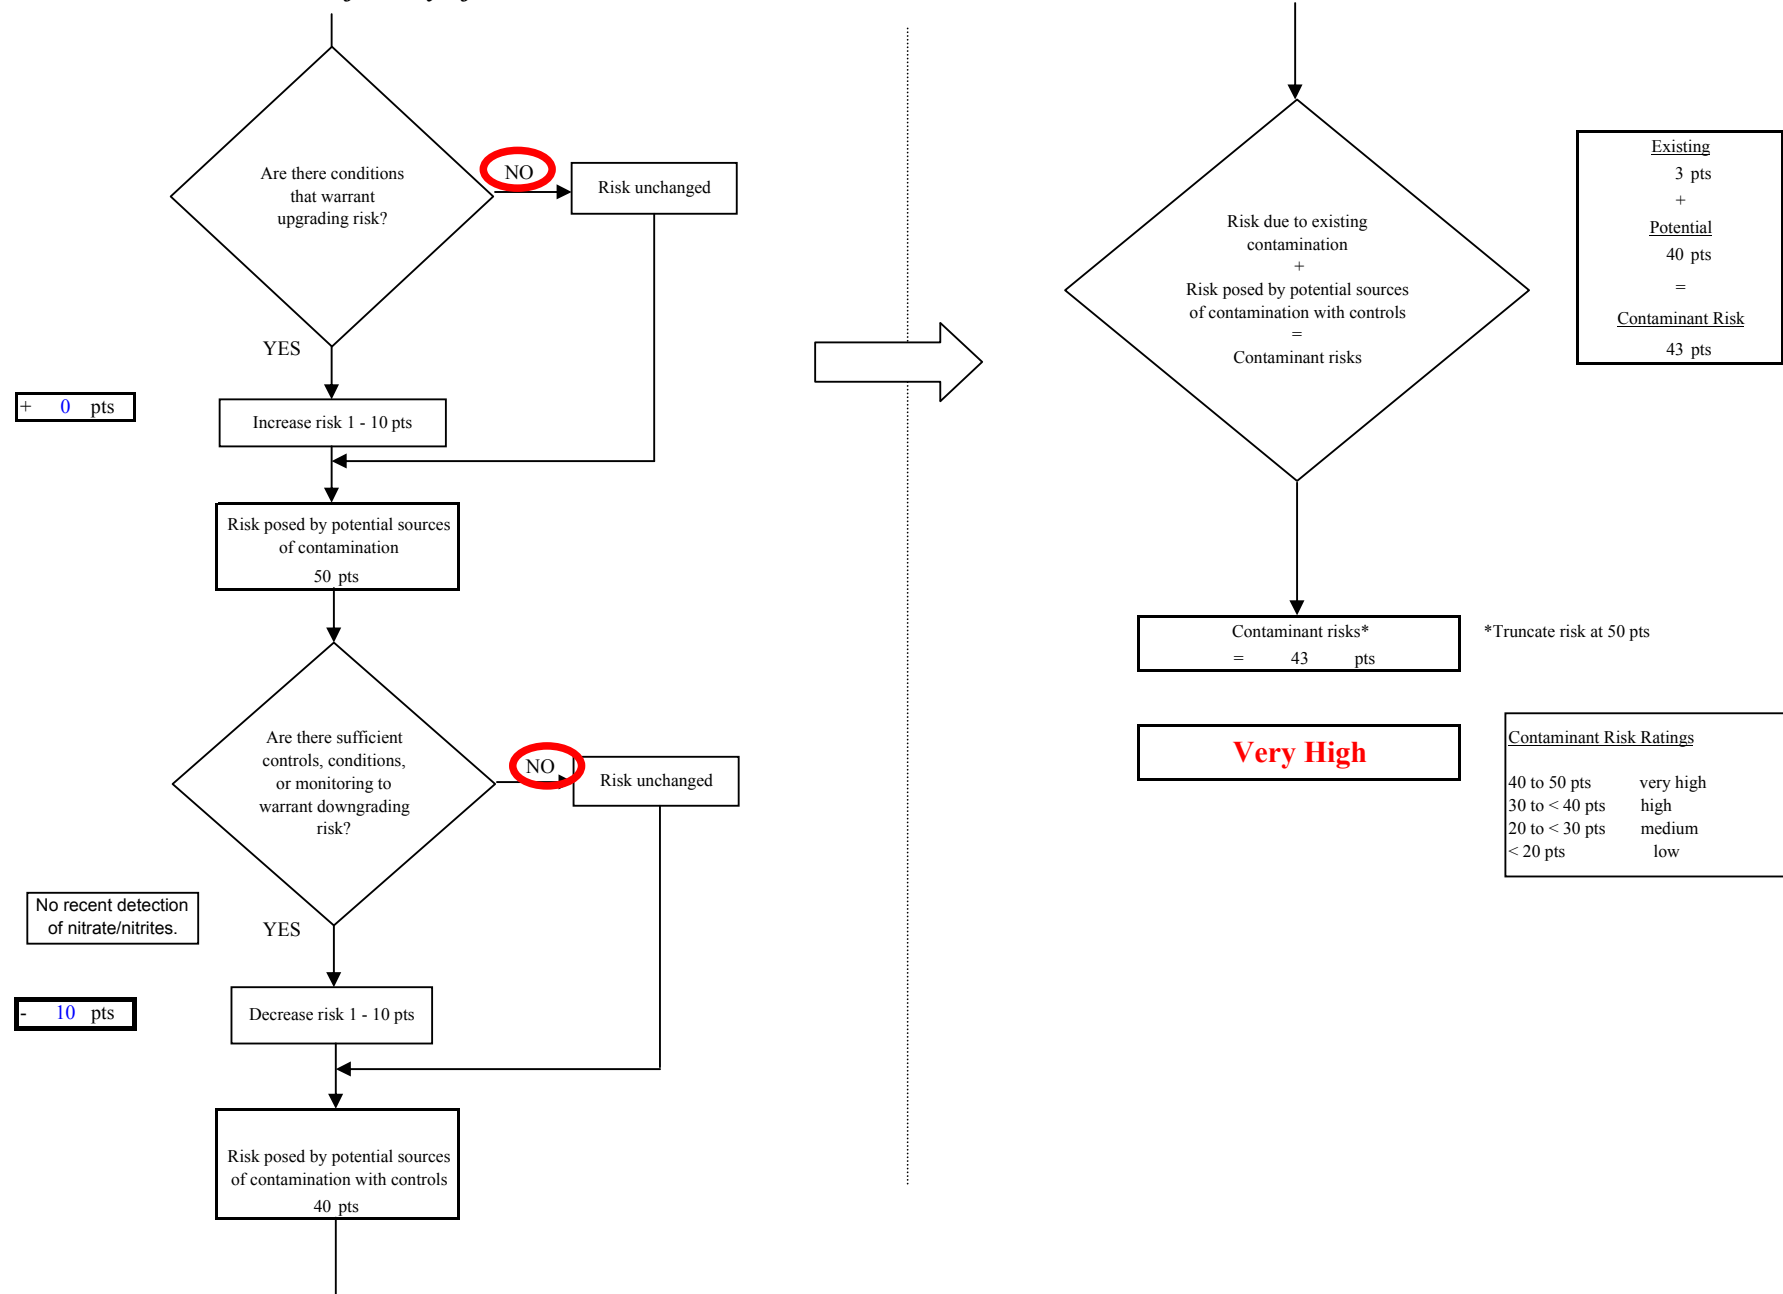 Are there conditions
that warrant
upgrading risk?
NO
Risk unchanged
YES
+ 0 pts
Increase risk 1 - 10 pts
Risk posed by potential sources
of contamination
50 pts
Are there sufficient
controls, conditions,
or monitoring to
warrant downgrading
risk?
NO
Risk unchanged
No recent detection
of nitrate/nitrites.
YES
- 10 pts
Decrease risk 1 - 10 pts
Risk posed by potential sources
of contamination with controls
40 pts
Risk due to existing
contamination
+
Risk posed by potential sources
of contamination with controls
=
Contaminant risks
Existing
3 pts
+
Potential
40 pts
=
Contaminant Risk
43 pts
Contaminant risks*
= 43 pts
*Truncate risk at 50 pts
Very High
Contaminant Risk Ratings
40 to 50 pts very high
30 to < 40 pts high
20 to < 30 pts medium
< 20 pts low